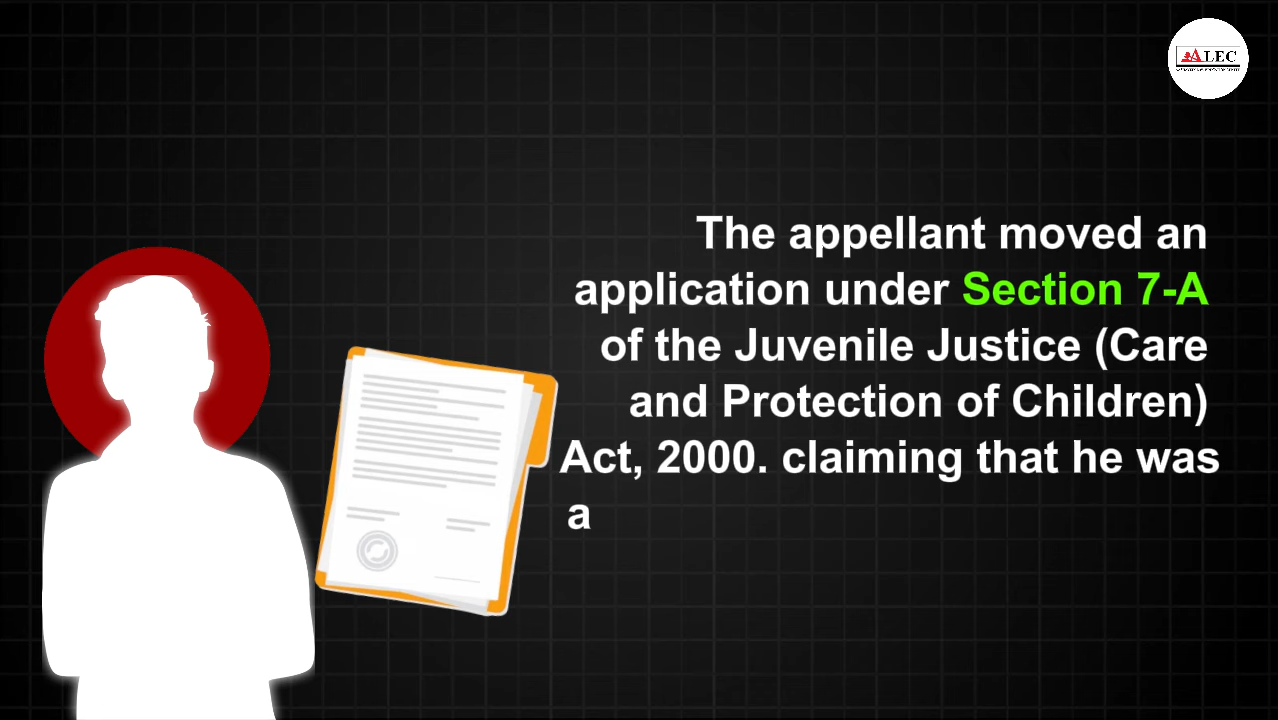 ALEC
The appellant moved an
application under Section 7-A
of the Juvenile Justice (Care
and Protection of Children)
Act, 2000. claiming that he was
a